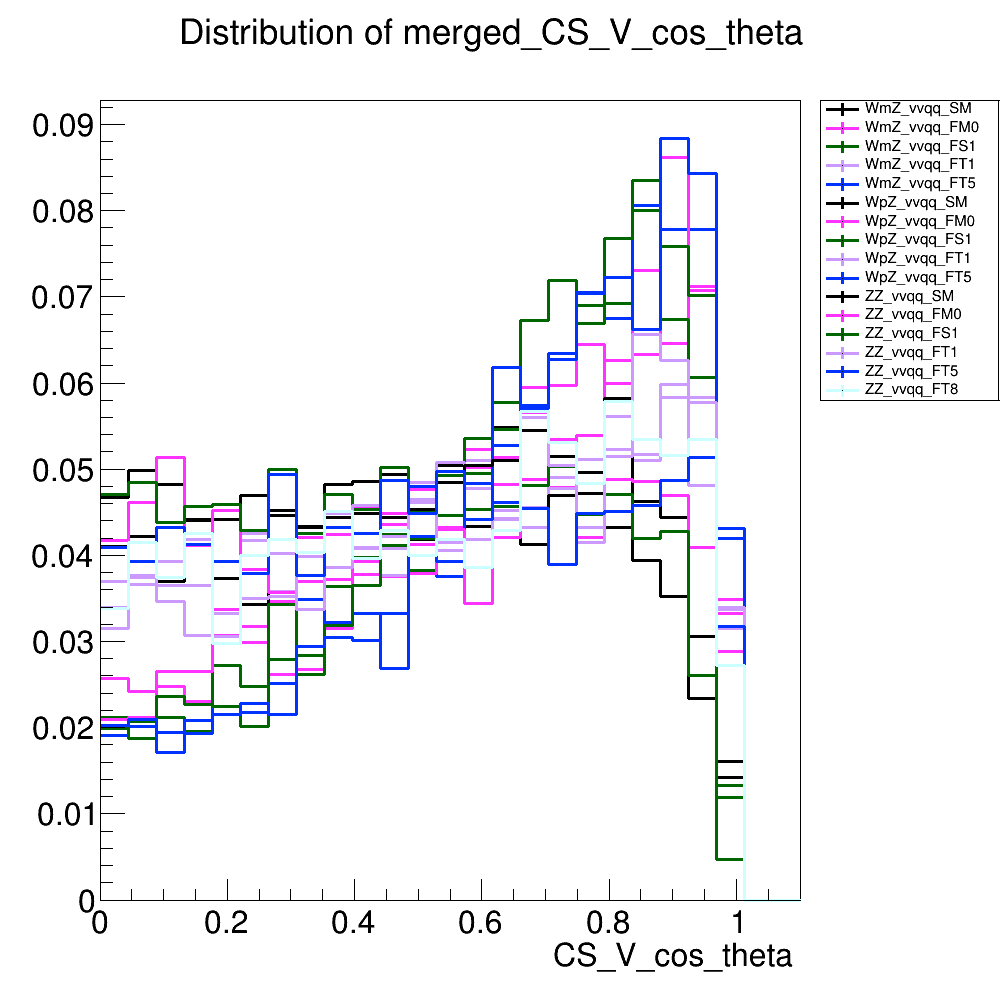 Distribution of merged_CS_V_cos_theta
WmZ_vvqq_SM
WmZ_vvqq_FM0
WmZ_vvqq_FS1
WmZ_vvqq_FT1
WmZ_vvqq_FT5
WpZ_vvqq_SM
WpZ_vvqq_FM0
WpZ_vvqq_FS1
WpZ_vvqq_FT1
WpZ_vvqq_FT5
ZZ_vvqq_SM
ZZ_vvqq_FM0
ZZ_vvqq_FS1
ZZ_vvqq_FT1
ZZ_vvqq_FT5
ZZ_vvqq_FT8
0.09
0.08
0.07
0.06
0.05
0.04
0.03
0.02
0.01
0
0 0.2 0.4 0.6 0.8 1
CS_V_cos_theta